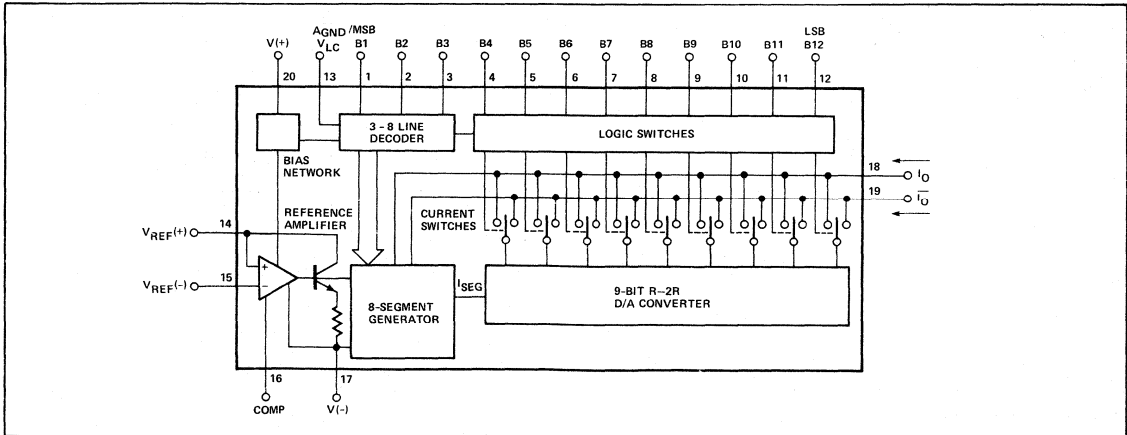 AGND/MSB
LSB
V(+)
VLC
B1
B2
B3
B4
B5
B6
B7
B8
B9
B10
B11
B12
20
13
1
2
3
4
5
6
7
8
9
10
11
12
3 – 8 LINE
DECODER
LOGIC SWITCHES
BIAS
NETWORK
18
IO
19
IO
REFERENCE
AMPLIFIER
CURRENT
SWITCHES
14
VREF(+)
+
15
VREF(-)
–
8-SEGMENT
GENERATOR
ISEG
9-BIT R–2R
D/A CONVERTER
16
17
COMP
V(-)